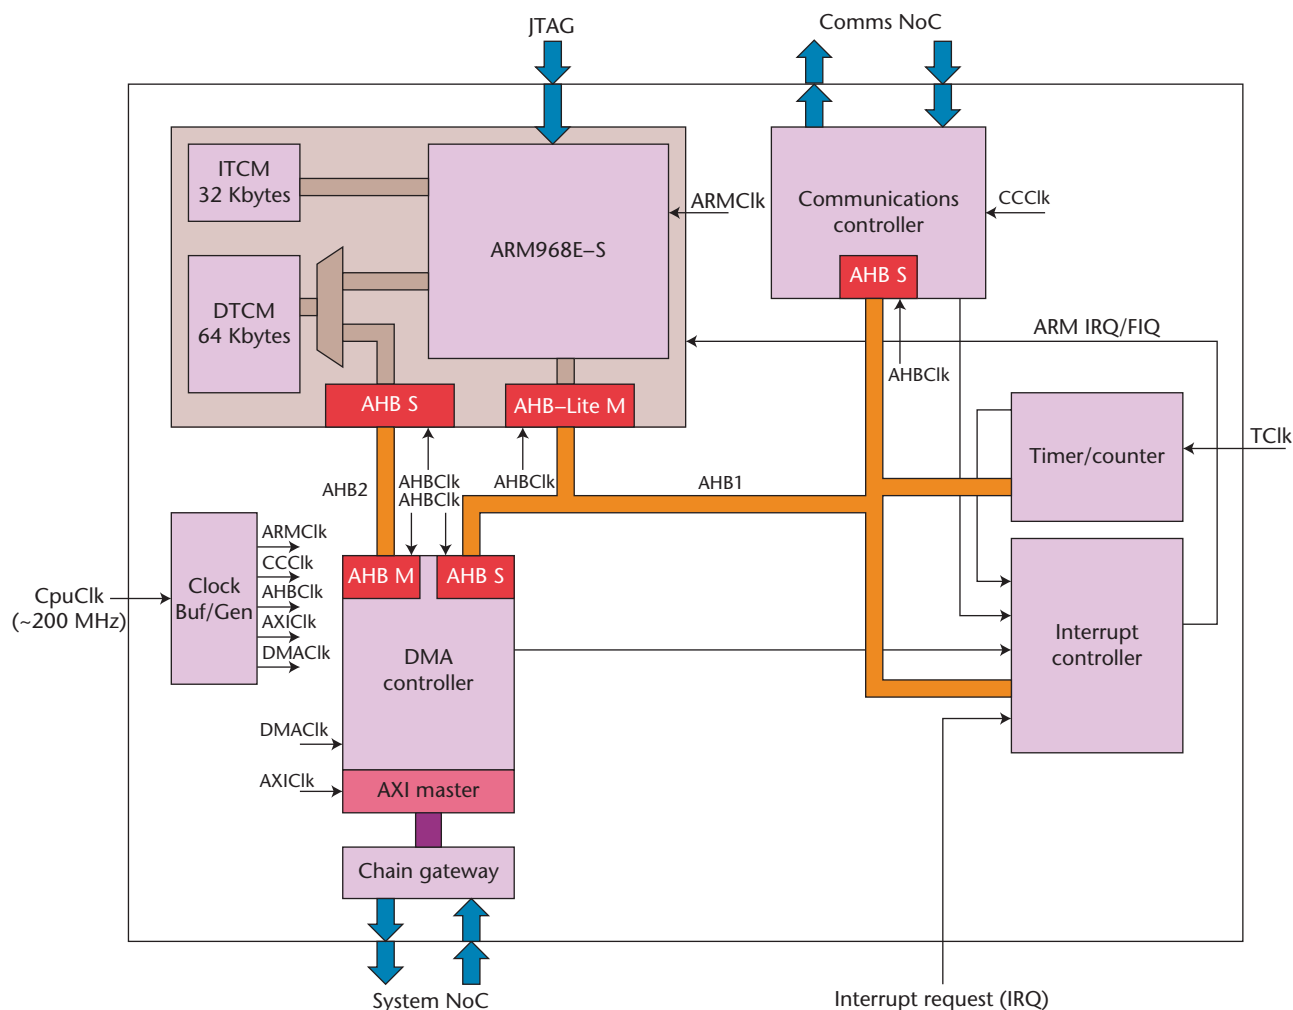 JTAG
Comms NoC
ITCM
32 Kbytes
ARM968E–S
ARMClk
Communications
controller
CCClk
DTCM
64 Kbytes
AHB S
ARM IRQ/FIQ
AHBClk
AHB S
AHB–Lite M
Timer/counter
TClk
AHB2
AHBClk
AHBClk
AHBClk
AHB1
CpuClk
(~200 MHz)
Clock
Buf/Gen
ARMClk
CCClk
AHBClk
AXIClk
DMAClk
AHB M
AHB S
DMA
controller
Interrupt
controller
DMAClk
AXIClk
AXI master
Chain gateway
System NoC
Interrupt request (IRQ)